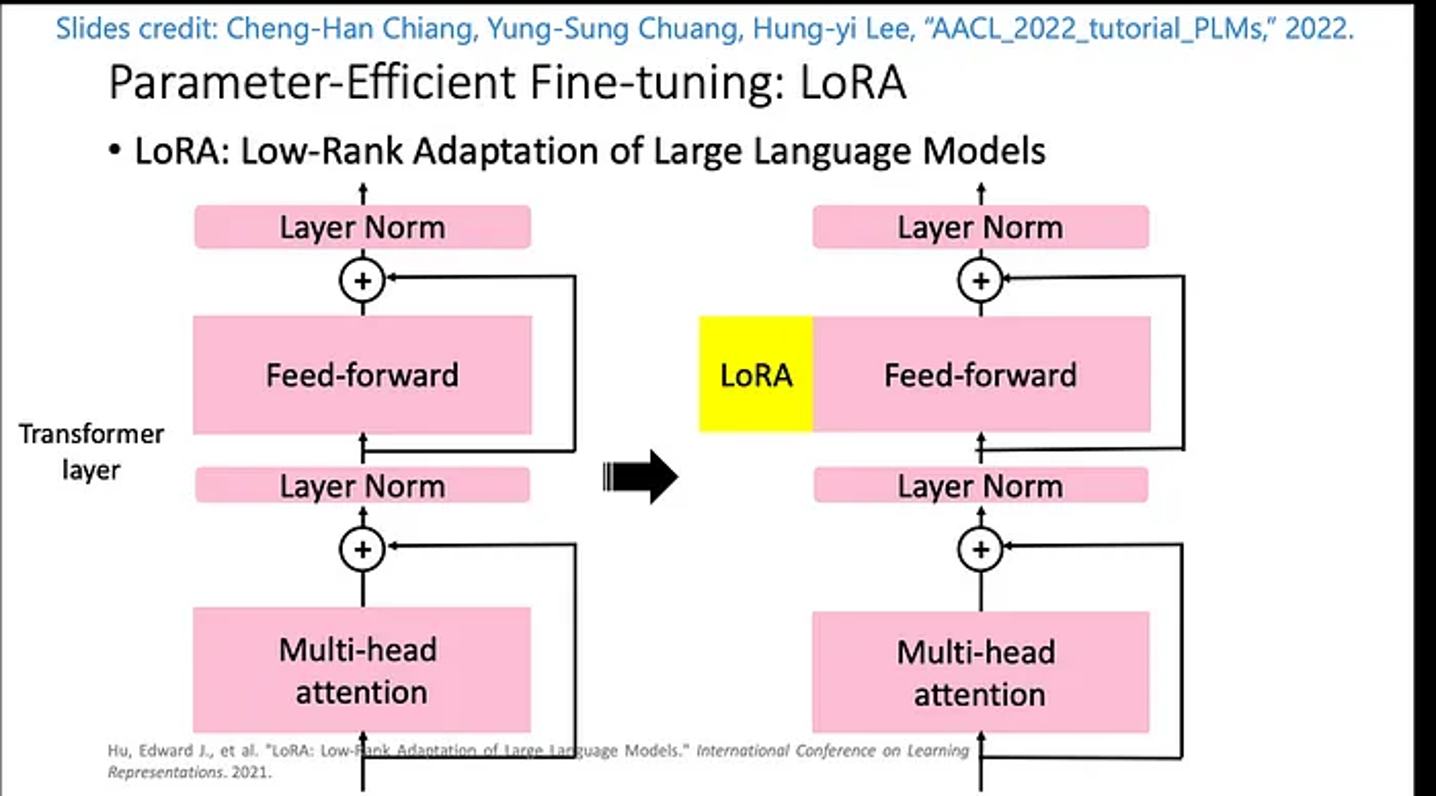 Slides credit: Cheng-Han Chiang, Yung-Sung Chuang, Hung-yi Lee, “AACL_2022_tutorial_PLMs,” 2022.
Parameter-Efficient Fine-tuning: LoRA
• LoRA: Low-Rank Adaptation of Large Language Models
Layer Norm
+
Feed-forward
Transformer
layer
Layer Norm
+
Multi-head
attention
Layer Norm
+
LoRA
Feed-forward
Layer Norm
+
Multi-head
attention
Hu, Edward J., et al. "LoRA: Low-Rank Adaptation of Large Language Models." International Conference on Learning
Representations. 2021.